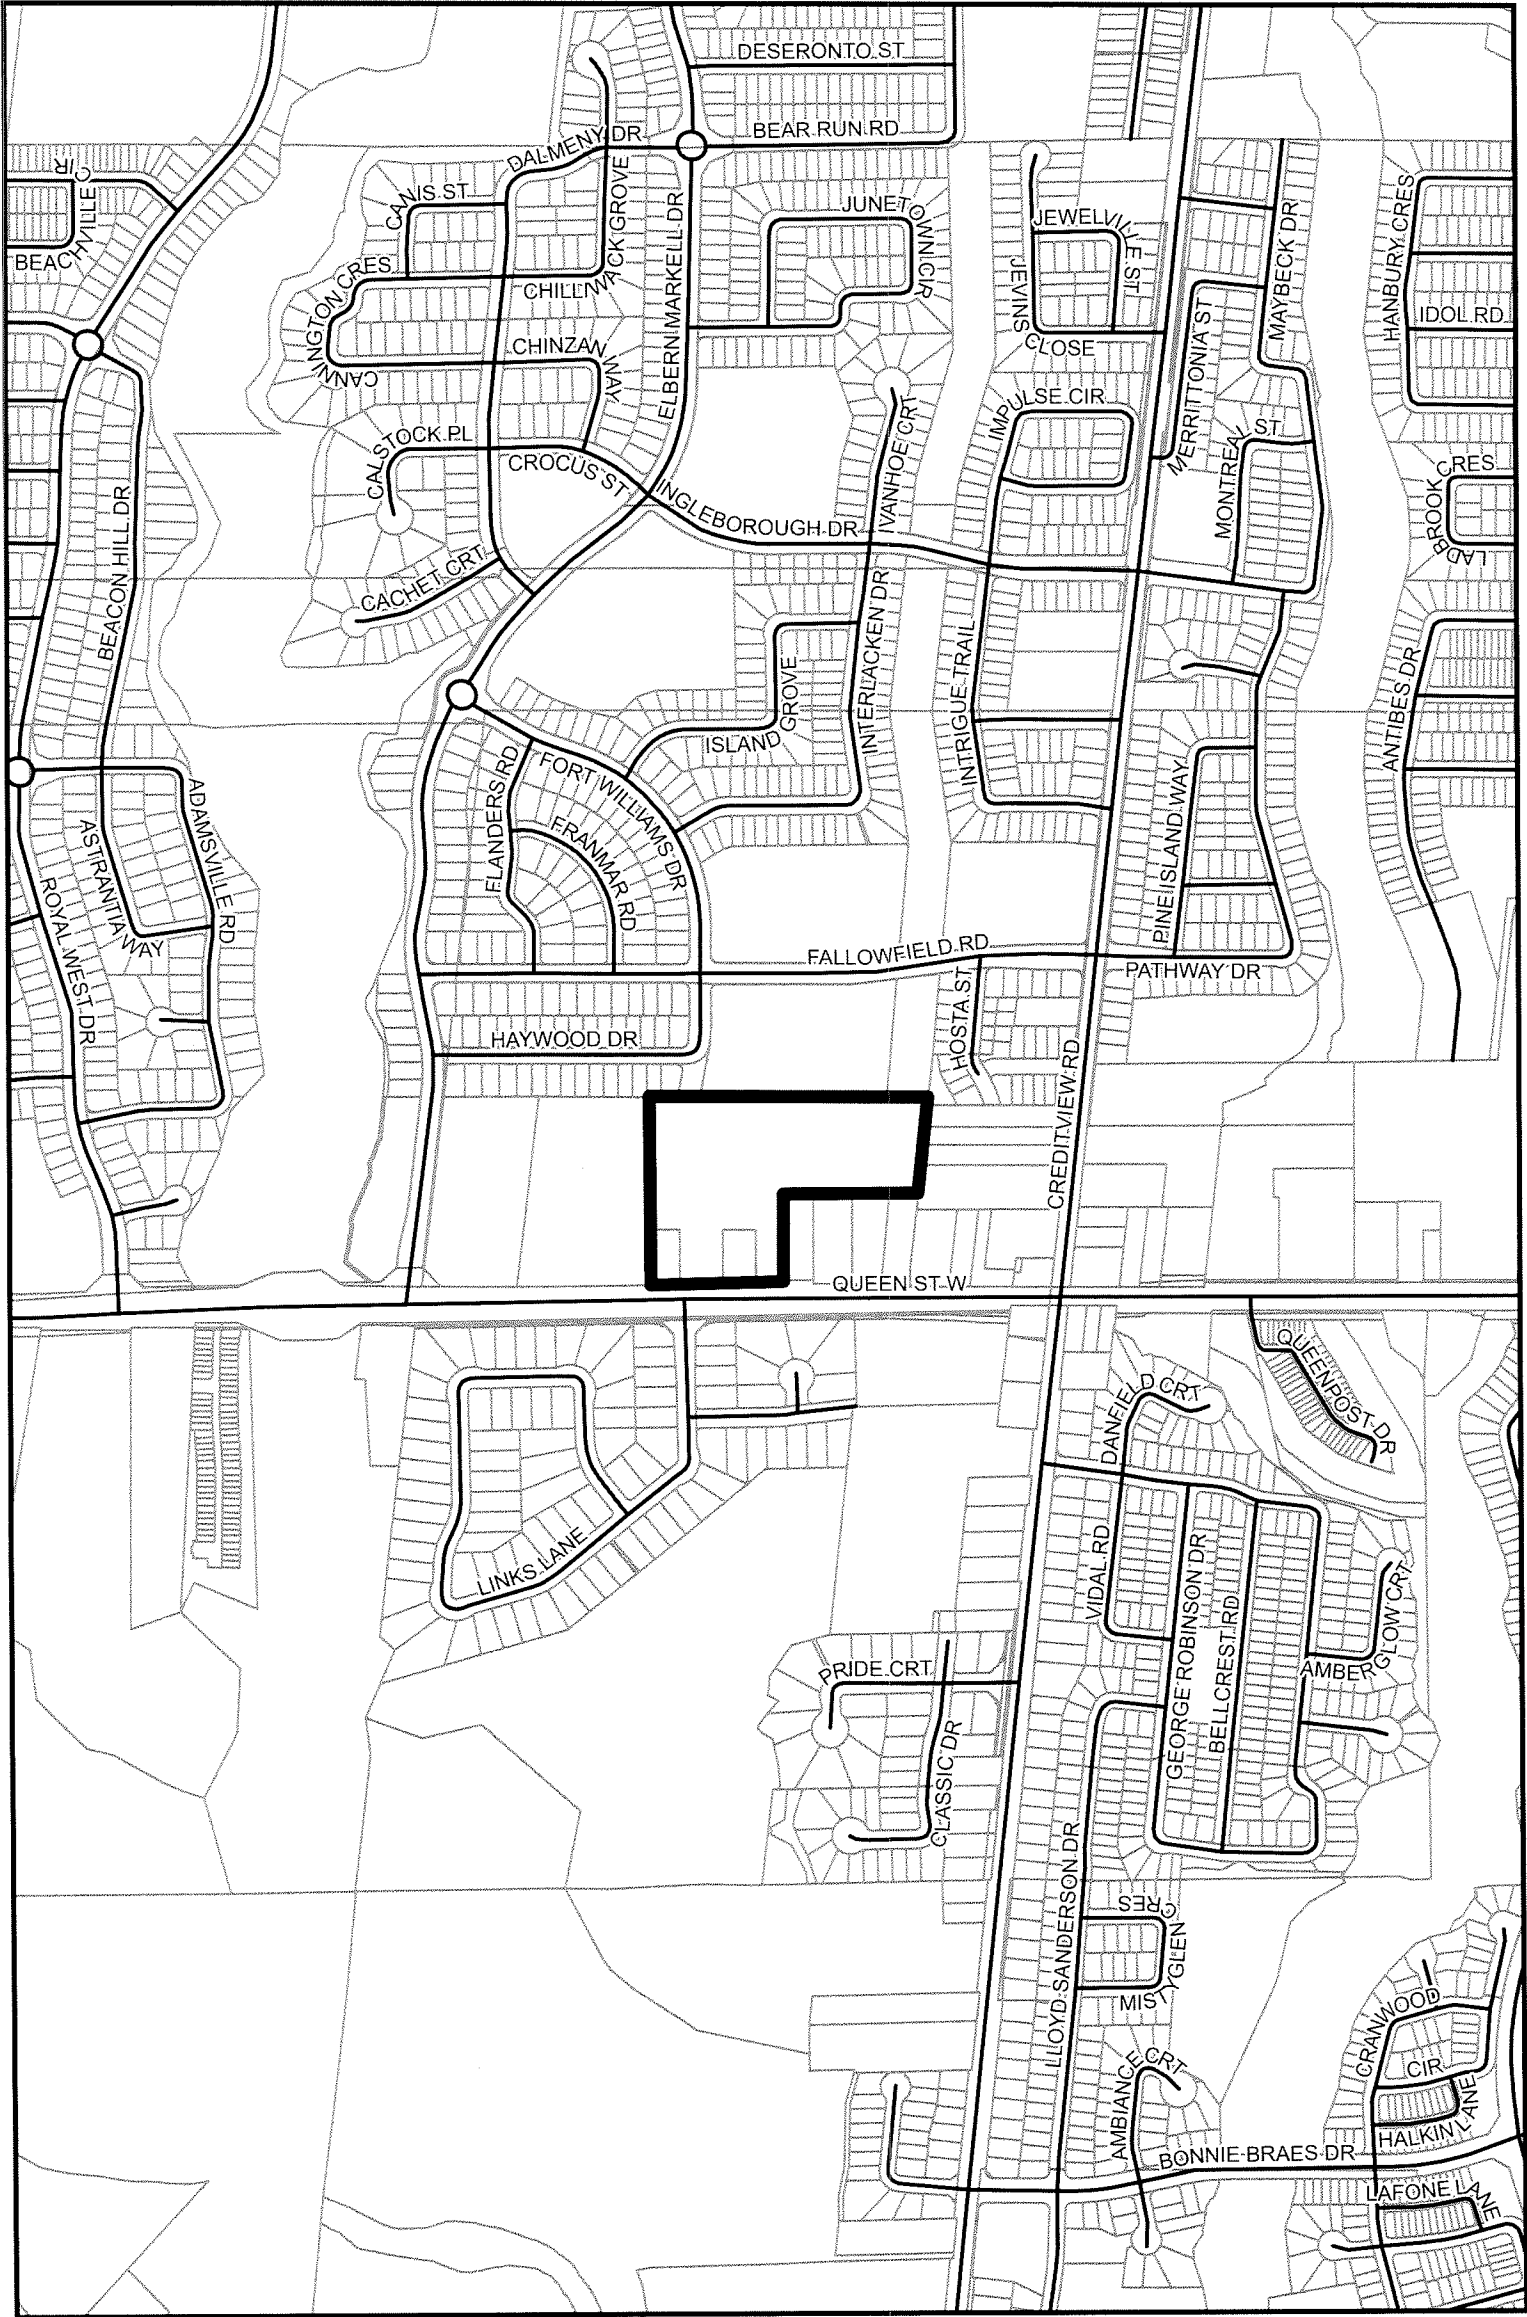 DESERONTO ST
BEAR RUN RD
DALMENY DR
CANIS ST
CHILLIWACK GROVE
ELBERN MARKELL DR
JUNETOWN CIR
JEWELVILLE ST
JEVINS CLOSE
MAYBECK DR
HANBURY CRES
IDOL RD
BEACHVILLE CIR
CANNINGTON CRES
CHINZAW WAY
MERRITTONIA ST
IMPULSE CIR
MONTREAL ST
IVANHOE CRT
CALSTOCK PL
CROCUS ST
INGLEBOROUGH DR
LADBROOK CRES
LAD
BEACON HILL DR
CACHET CRT
CANN
INTERLACKEN DR
INTRIGUE TRAIL
ISLAND GROVE
ANTIBES DR
FLANDERS RD
FORT WILLIAMS DR
FRANMAR RD
PINE ISLAND WAY
ADAMSVILLE RD
ASTRANTIA WAY
ROYAL WEST DR
FALLOWFIELD RD
PATHWAY DR
HOSTA ST
HAYWOOD DR
CREDITVIEW RD
QUEEN ST W
QUEENPOST DR
DANFIELD CRT
LINKS LANE
VIDAL RD
GEORGE ROBINSON DR
BELLCREST RD
AMBERGLOW CRT
PRIDE CRT
CLASSIC DR
LLOYD SANDERSON DR
MISTYGLEN CRES
AMBIANCE CRT
CRANWOOD CIR
HALKIN LANE
BONNIE BRAES DR
LAFONE LANE